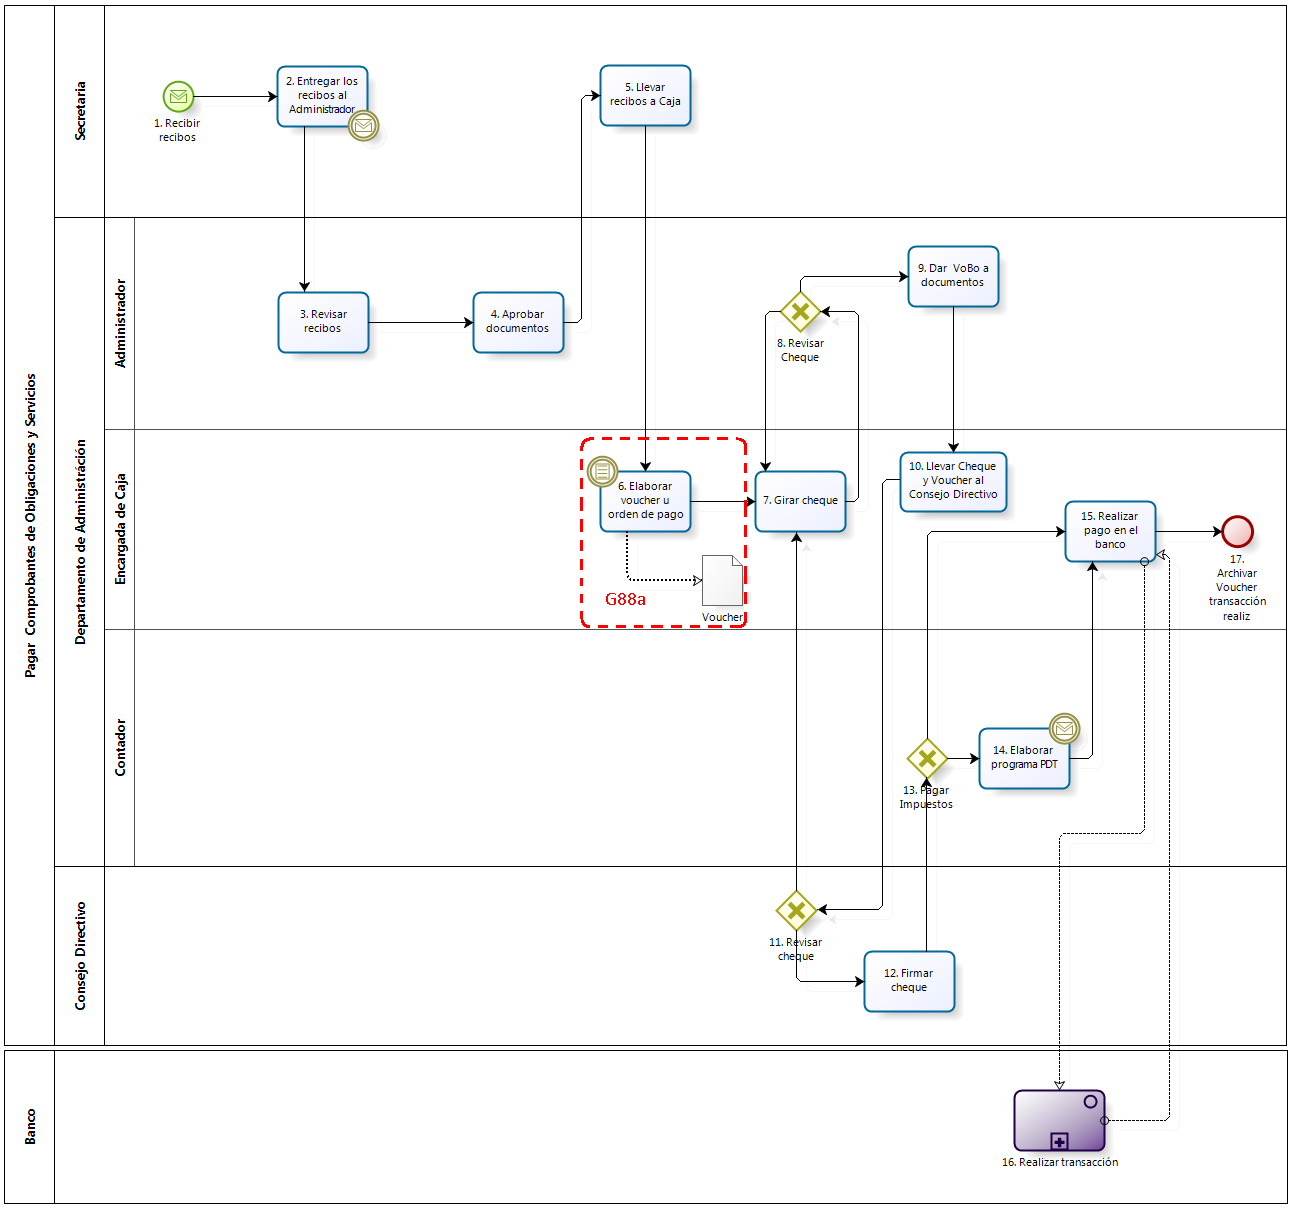 Pagar Comprobantes de Obligaciones y Servicios
Secretaria
1. Recibir
recibos
2. Entregar los
recibos al
Administrador
5. Llevar
recibos a Caja
Departamento de Administráción
Administrador
3. Revisar
recibos
4. Aprobar
documentos
8. Revisar
Cheque
9. Dar VoBo a
documentos
Encargada de Caja
6. Elaborar
voucher u
orden de pago
G88a
Voucher
7. Girar cheque
10. Llevar Cheque
y Voucher al
Consejo Directivo
15. Realizar
pago en el
banco
17.
Archivar
Voucher
transacción
realiz
Contador
13. Pagar
Impuestos
14. Elaborar
programa PDT
Consejo Directivo
11. Revisar
cheque
12. Firmar
cheque
Banco
16. Realizar transacción